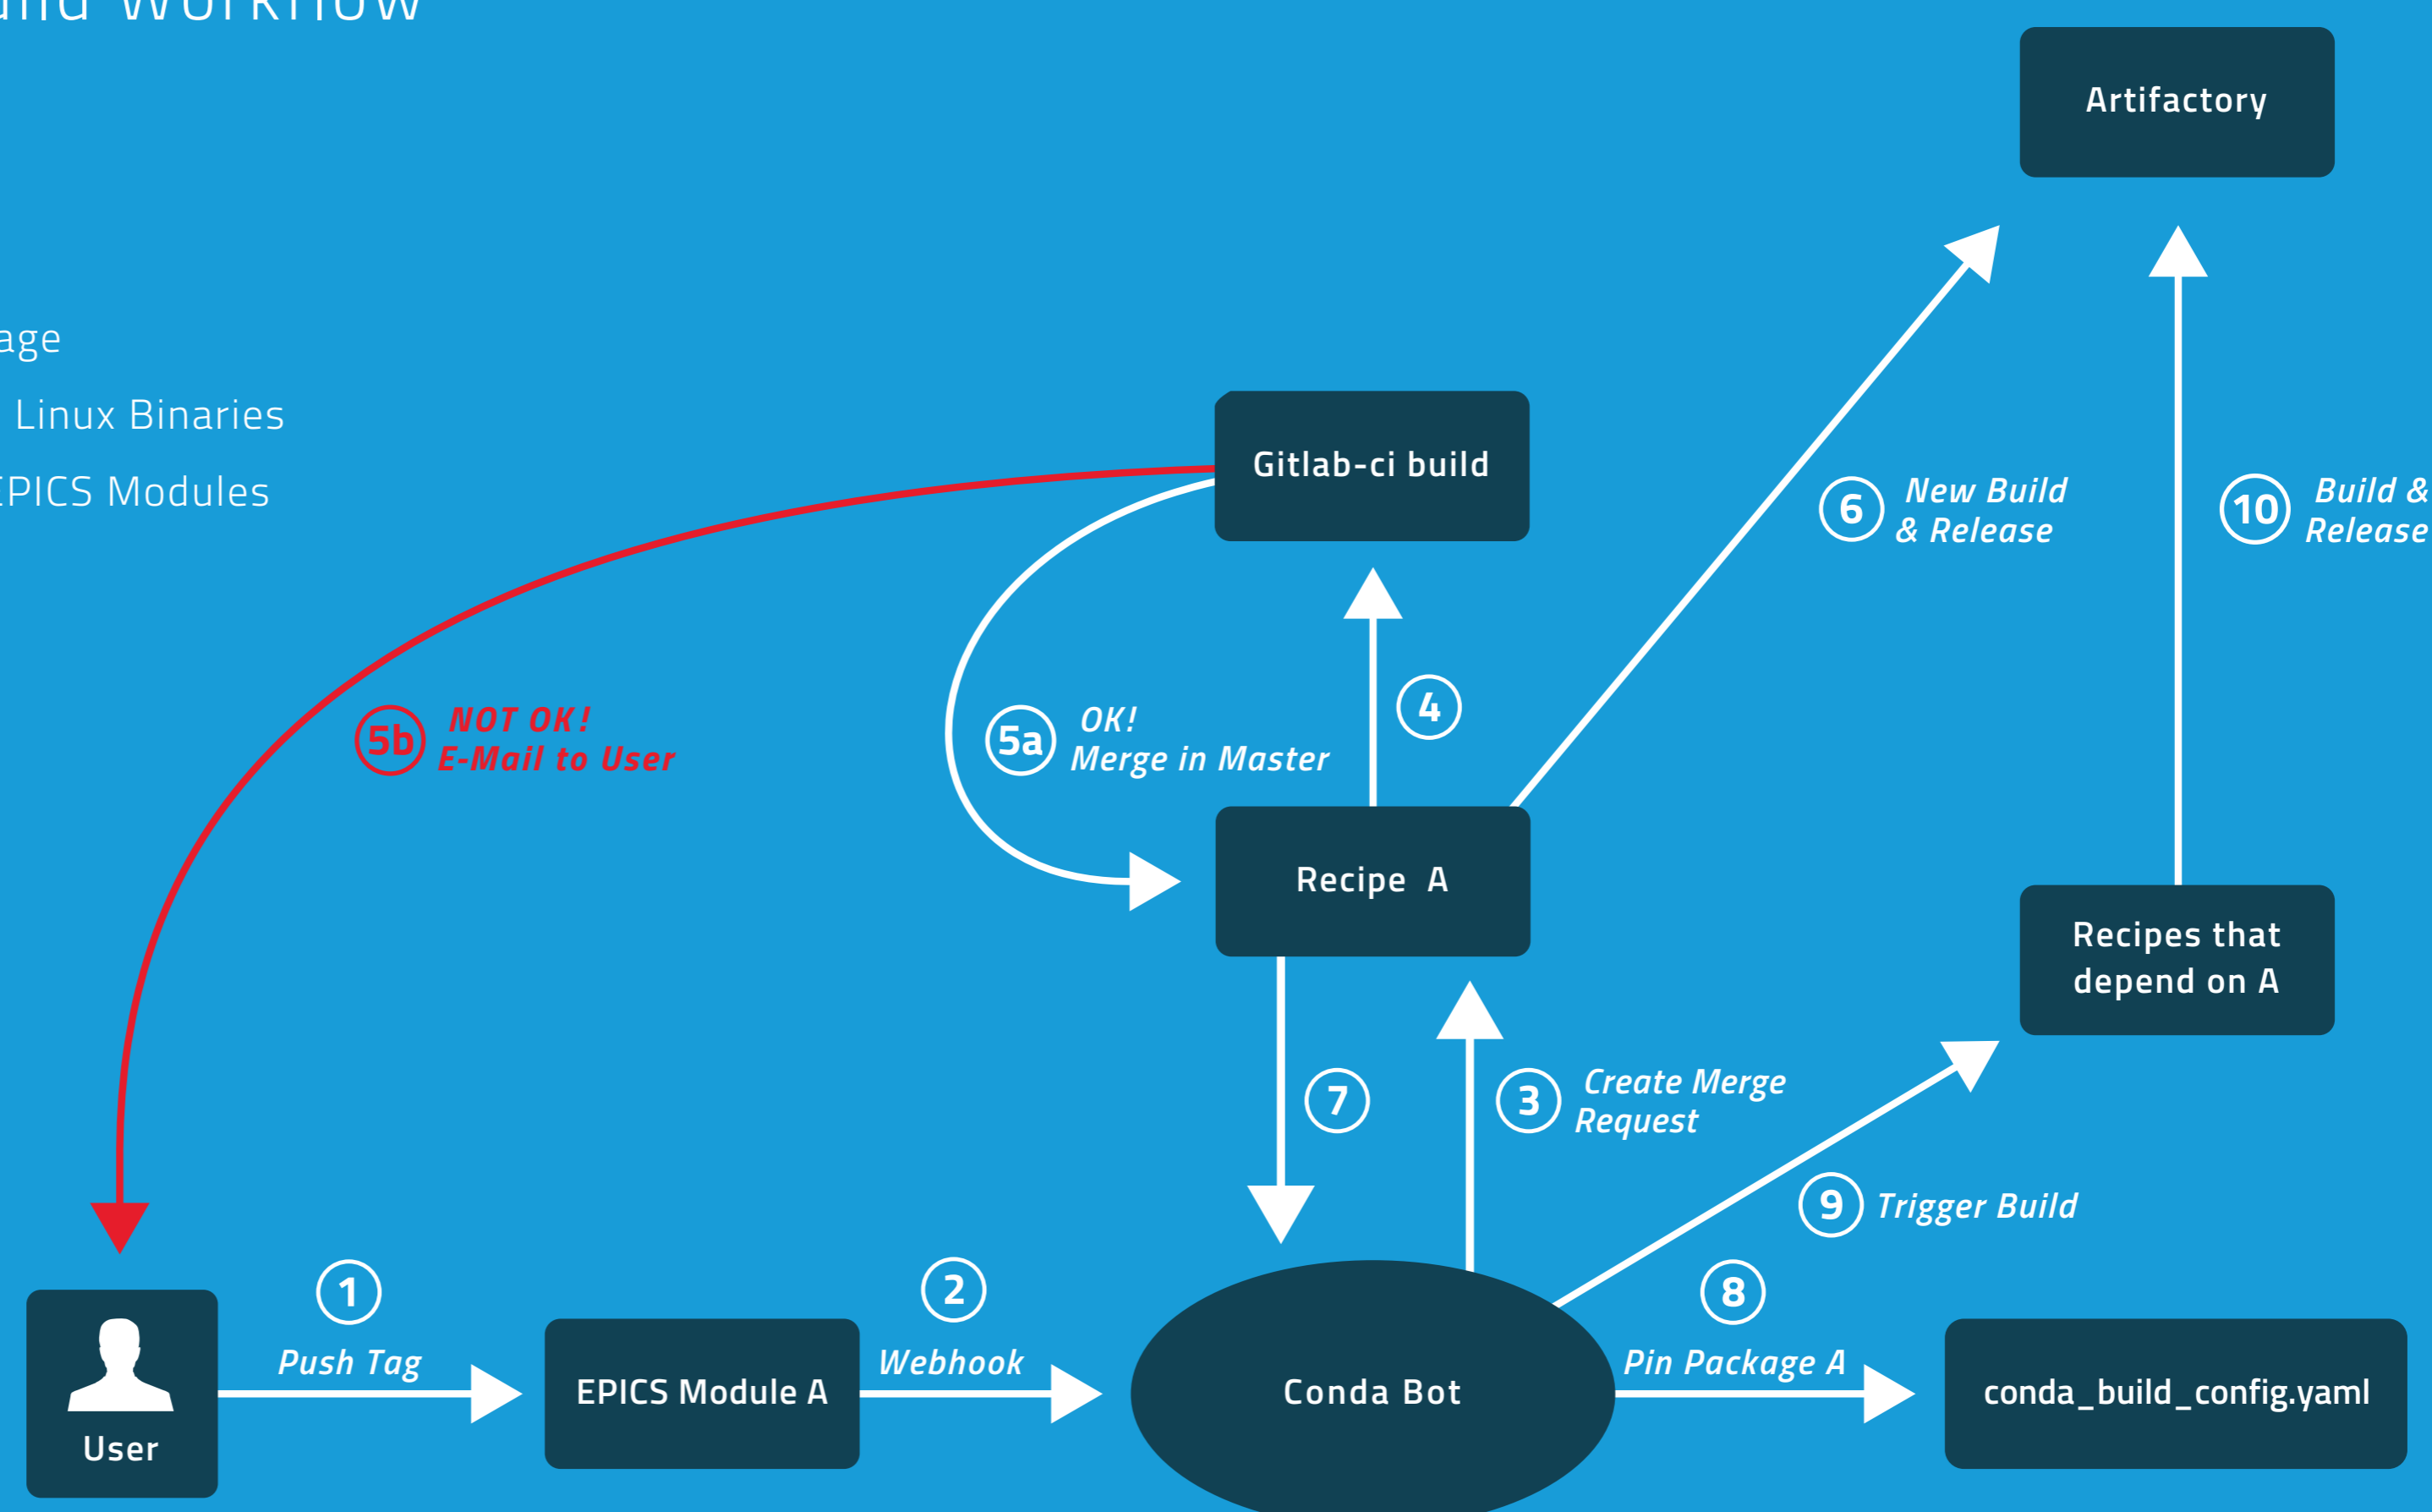 Workflow
Artifactory
Linux Binaries
EPICS Modules
Gitlab-ci build
6 New Build
& Release
10 Build &
Release
5b NOT OK!
E-Mail to User
5a OK!
Merge in Master
4
Recipe A
Recipes that
depend on A
7
3 Create Merge
Request
9 Trigger Build
1
Push Tag
2
Webhook
8
Pin Package A
User
EPICS Module A
Conda Bot
conda_build_config.yaml